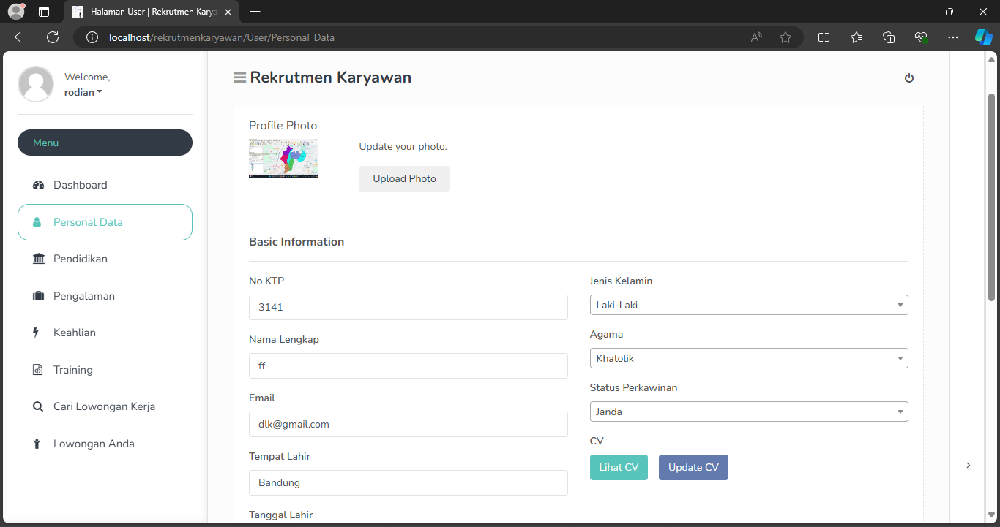 Halaman User | Rekrutmen Karya
localhost/rekrutmenkaryawan/User/Personal_Data
Welcome,
rodian
Menu
Dashboard
Personal Data
Pendidikan
Pengalaman
Keahlian
Training
Cari Lowongan Kerja
Lowongan Anda
Rekrutmen Karyawan
Profile Photo
Update your photo.
Upload Photo
Basic Information
No KTP
3141
Nama Lengkap
ff
Email
dlk@gmail.com
Tempat Lahir
Bandung
Tanggal Lahir
Jenis Kelamin
Laki-Laki
Agama
Khatolik
Status Perkawinan
Janda
CV
Lihat CV
Update CV